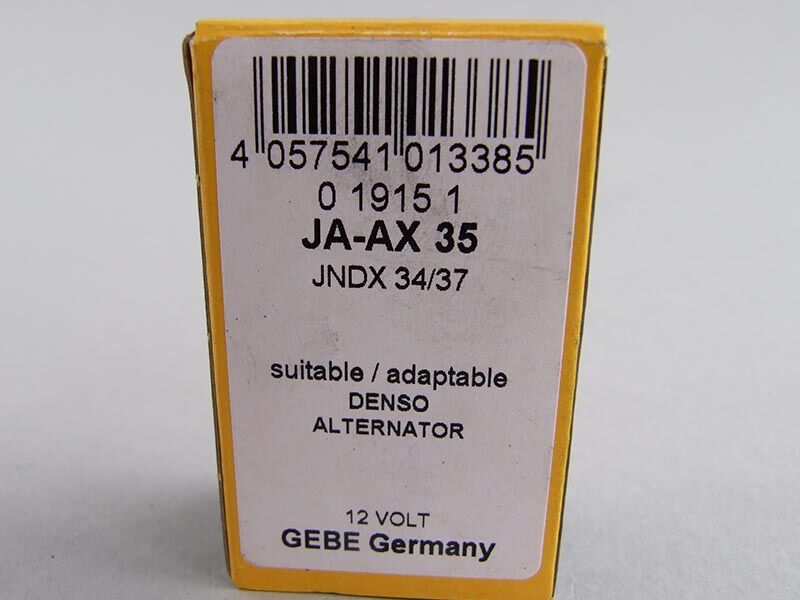 4 057541 013385
0 1915 1
JA-AX 35
JNDX 34/37
suitable / adaptable
DENSO
ALTERNATOR
12 VOLT
GEBE Germany